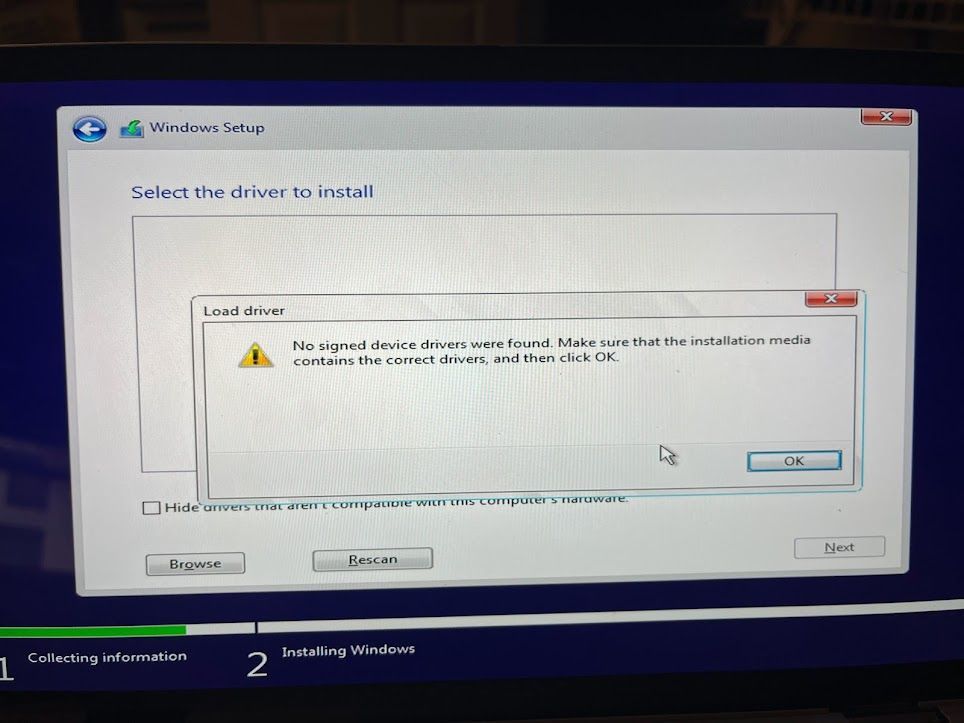 Windows Setup
Select the driver to install
Load driver
No signed device drivers were found. Make sure that the installation media
contains the correct drivers, and then click OK.
OK
Hide drivers that aren't compatible with this computer's hardware.
Browse
Rescan
Next
1 Collecting information
2 Installing Windows